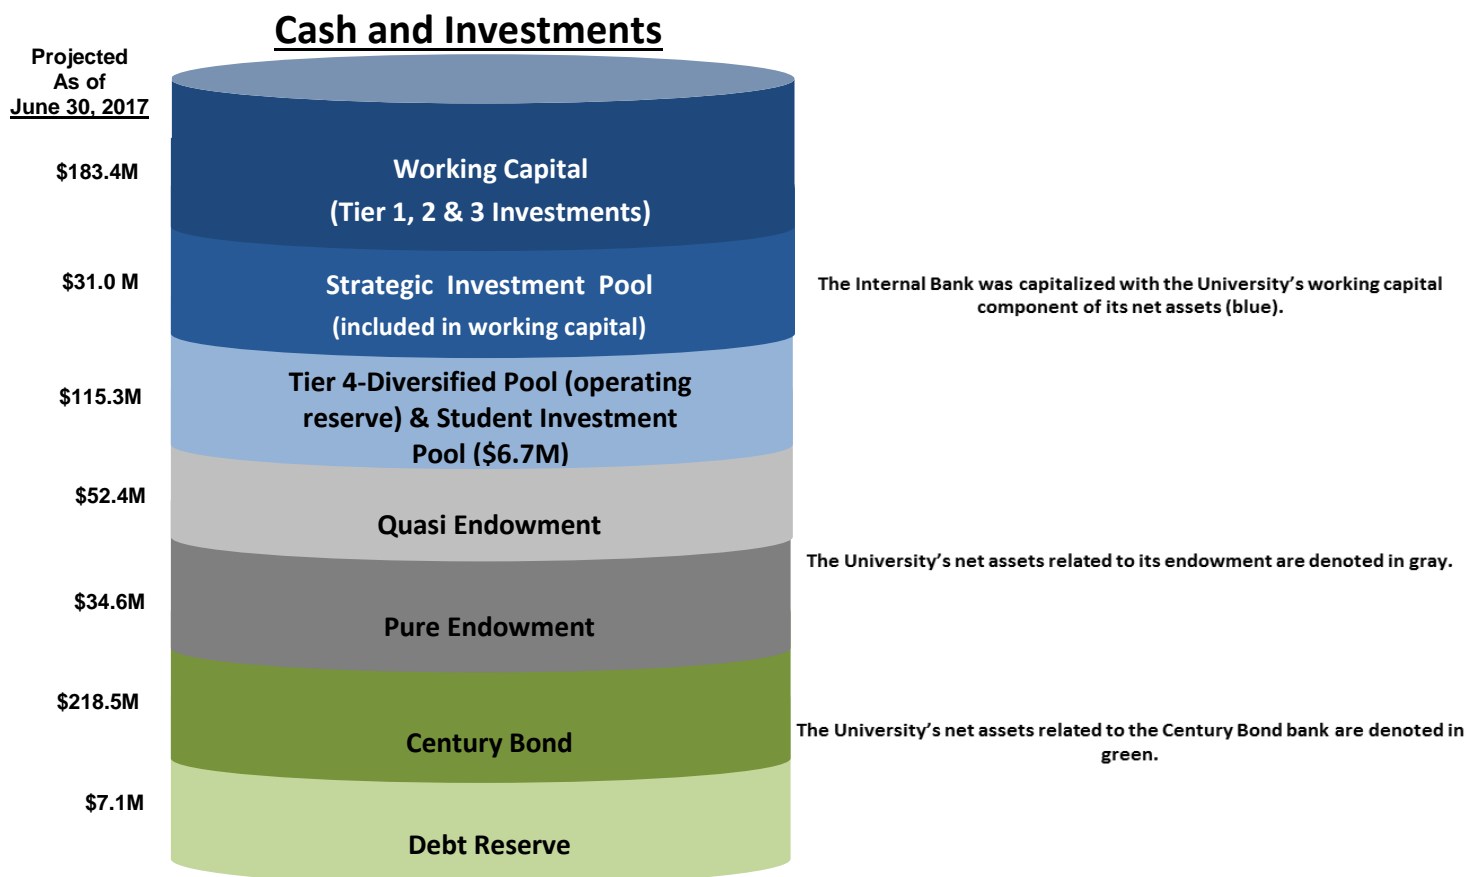 Cash and Investments
Projected
As of
June 30, 2017
$183.4M
Working Capital
(Tier 1, 2 & 3 Investments)
$31.0 M
Strategic Investment Pool
(included in working capital)
The Internal Bank was capitalized with the University’s working capital
component of its net assets (blue).
$115.3M
Tier 4-Diversified Pool (operating
reserve) & Student Investment
Pool ($6.7M)
$52.4M
Quasi Endowment
The University’s net assets related to its endowment are denoted in gray.
$34.6M
Pure Endowment
$218.5M
Century Bond
The University’s net assets related to the Century Bond bank are denoted in
green.
$7.1M
Debt Reserve